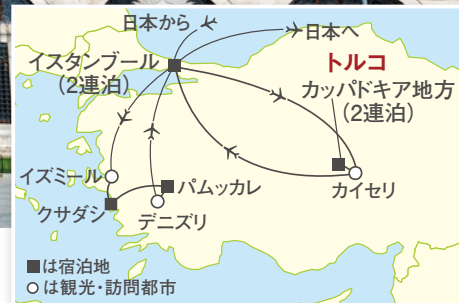 日本から
日本へ
イスタンブール
(2連泊)
トルコ
カッパドキア地方
(2連泊)
イズミール
パムッカレ
カイセリ
クサダシ
デニズリ
■は宿泊地
○は観光・訪問都市